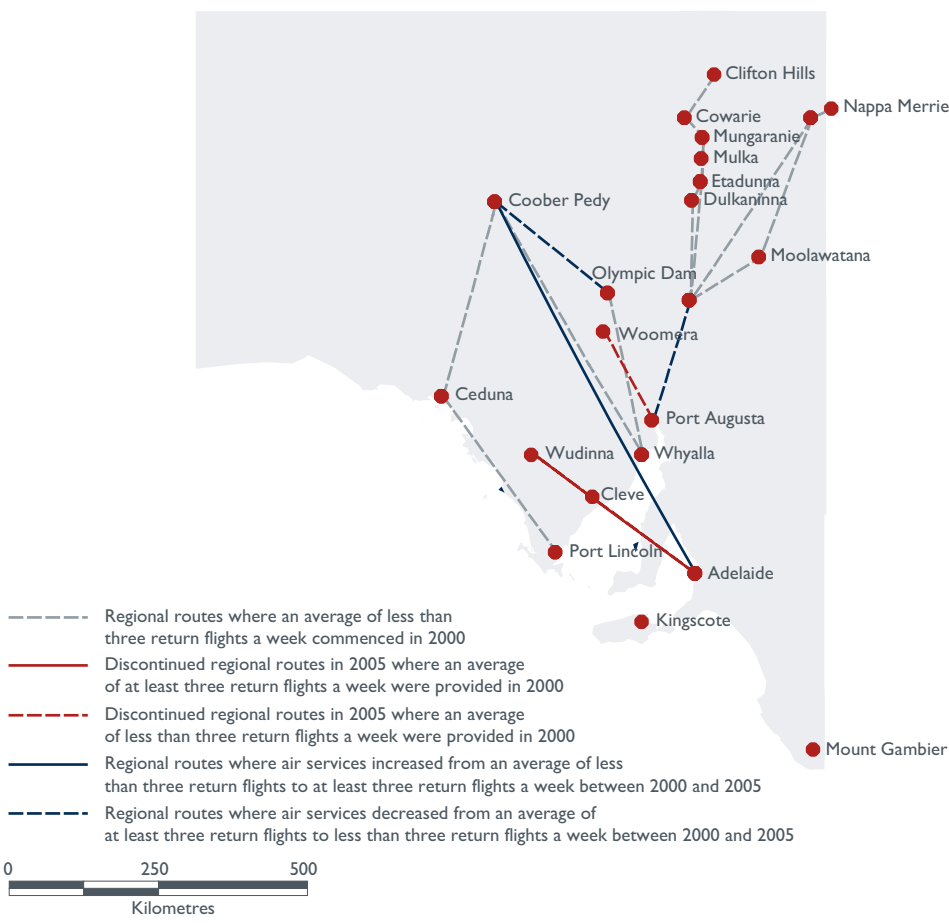 Clifton Hills
Nappa Merrie
Cowarie
Mungaranie
Mulka
Etadunna
Dulkaninna
Coober Pedy
Moolawatana
Olympic Dam
Woomera
Ceduna
Port Augusta
Wudinna
Whyalla
Cleve
Port Lincoln
Adelaide
Kingscote
Mount Gambier
Regional routes where an average of less than
three return flights a week commenced in 2000
Discontinued regional routes in 2005 where an average
of at least three return flights a week were provided in 2000
Discontinued regional routes in 2005 where an average
of less than three return flights a week were provided in 2000
Regional routes where air services increased from an average of less
than three return flights to at least three return flights a week between 2000 and 2005
Regional routes where air services decreased from an average of
at least three return flights to less than three return flights a week between 2000 and 2005
0 250 500
Kilometres